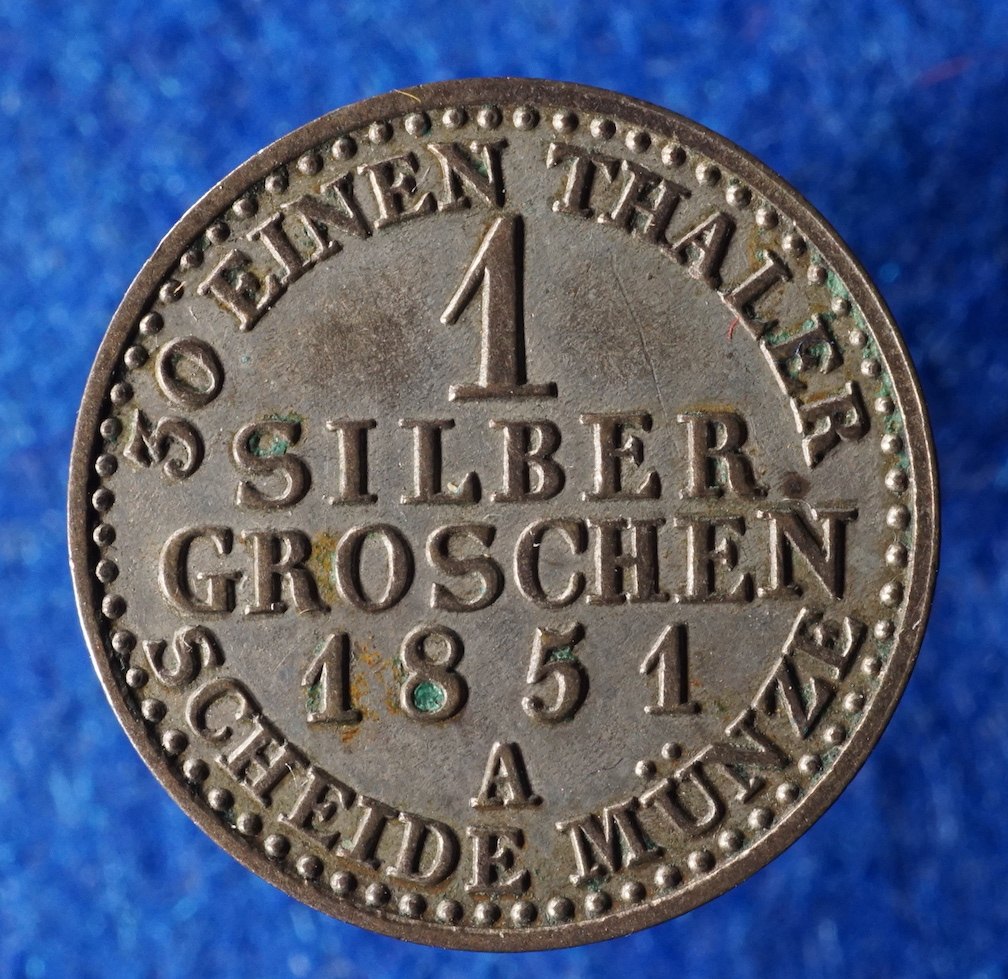 30 EINEN THALER
1
SILBER
GROSCHEN
1851
A
SCHEIDE MÜNZE